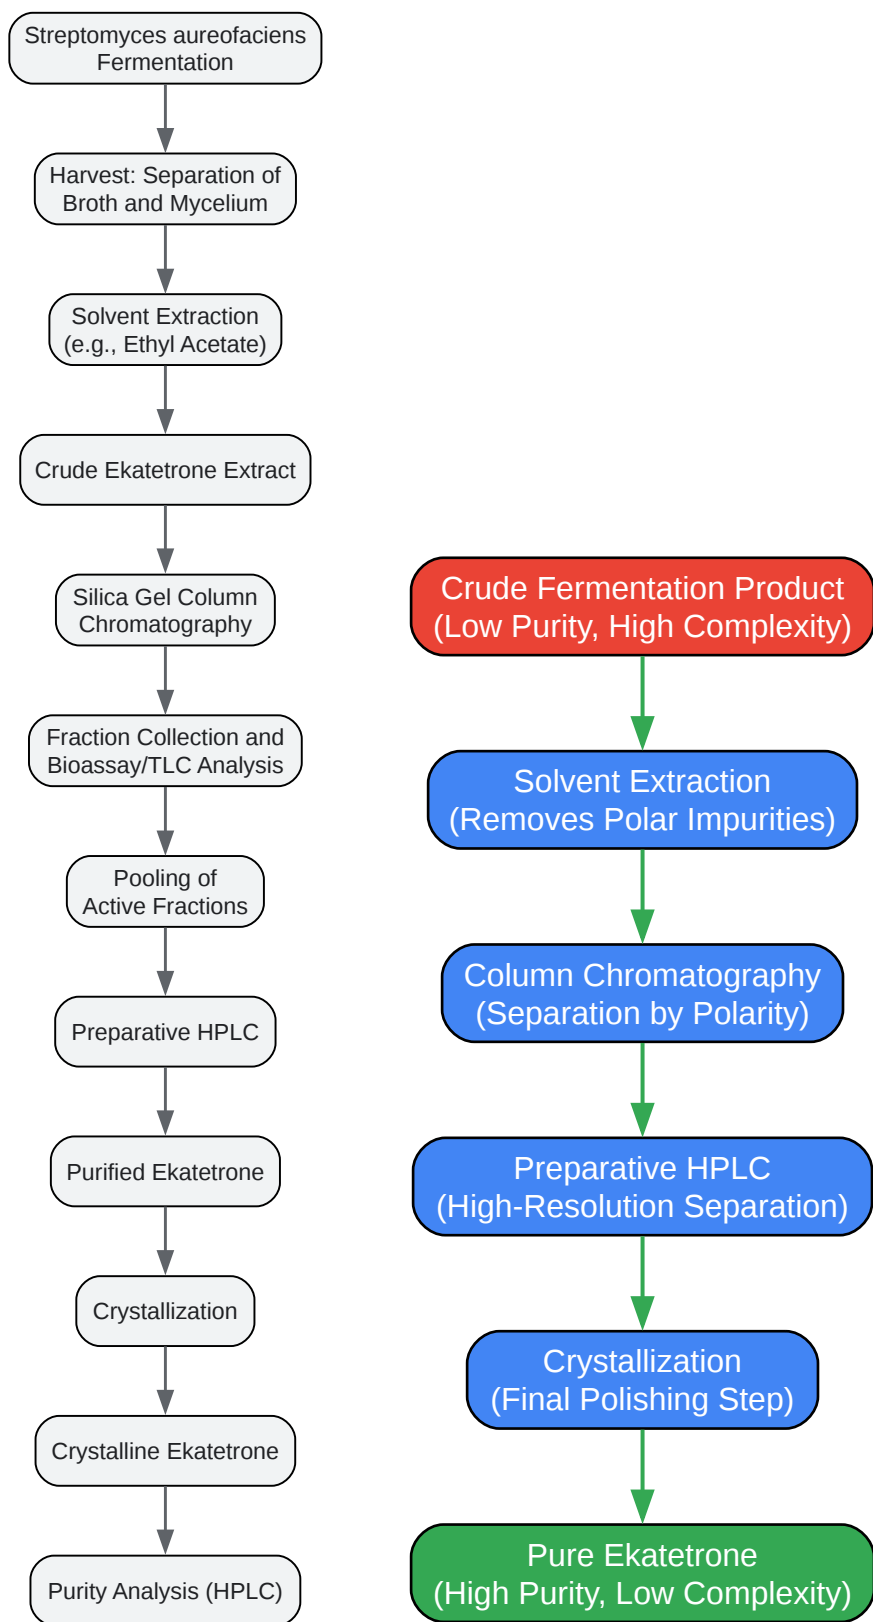 Streptomyces aureofaciens
Fermentation
Harvest: Separation of
Broth and Mycelium
Solvent Extraction
(e.g., Ethyl Acetate)
Crude Ekatetrone Extract
Silica Gel Column
Chromatography
Fraction Collection and
Bioassay/TLC Analysis
Pooling of
Active Fractions
Preparative HPLC
Purified Ekatetrone
Crystallization
Crystalline Ekatetrone
Purity Analysis (HPLC)
Crude Fermentation Product
(Low Purity, High Complexity)
Solvent Extraction
(Removes Polar Impurities)
Column Chromatography
(Separation by Polarity)
Preparative HPLC
(High-Resolution Separation)
Crystallization
(Final Polishing Step)
Pure Ekatetrone
(High Purity, Low Complexity)